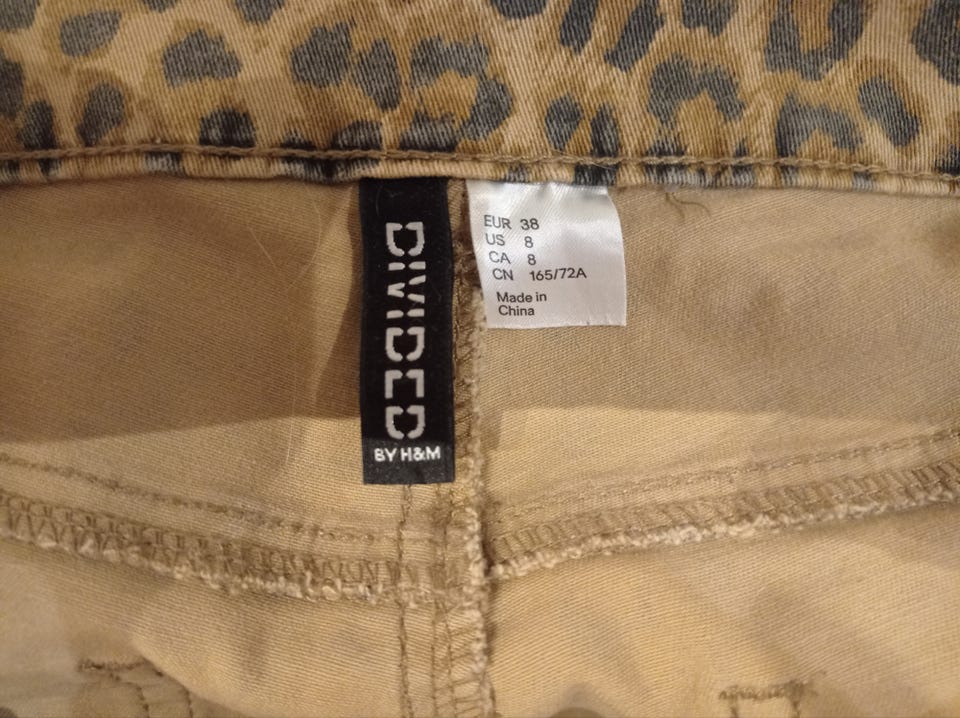 DIVIDED
BY H&M
EUR 38
US 8
CA 8
CN 165/72A
Made in
China